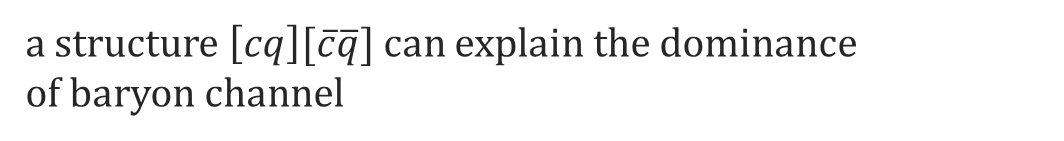 a structure [cq][c̄q̄] can explain the dominance
of baryon channel